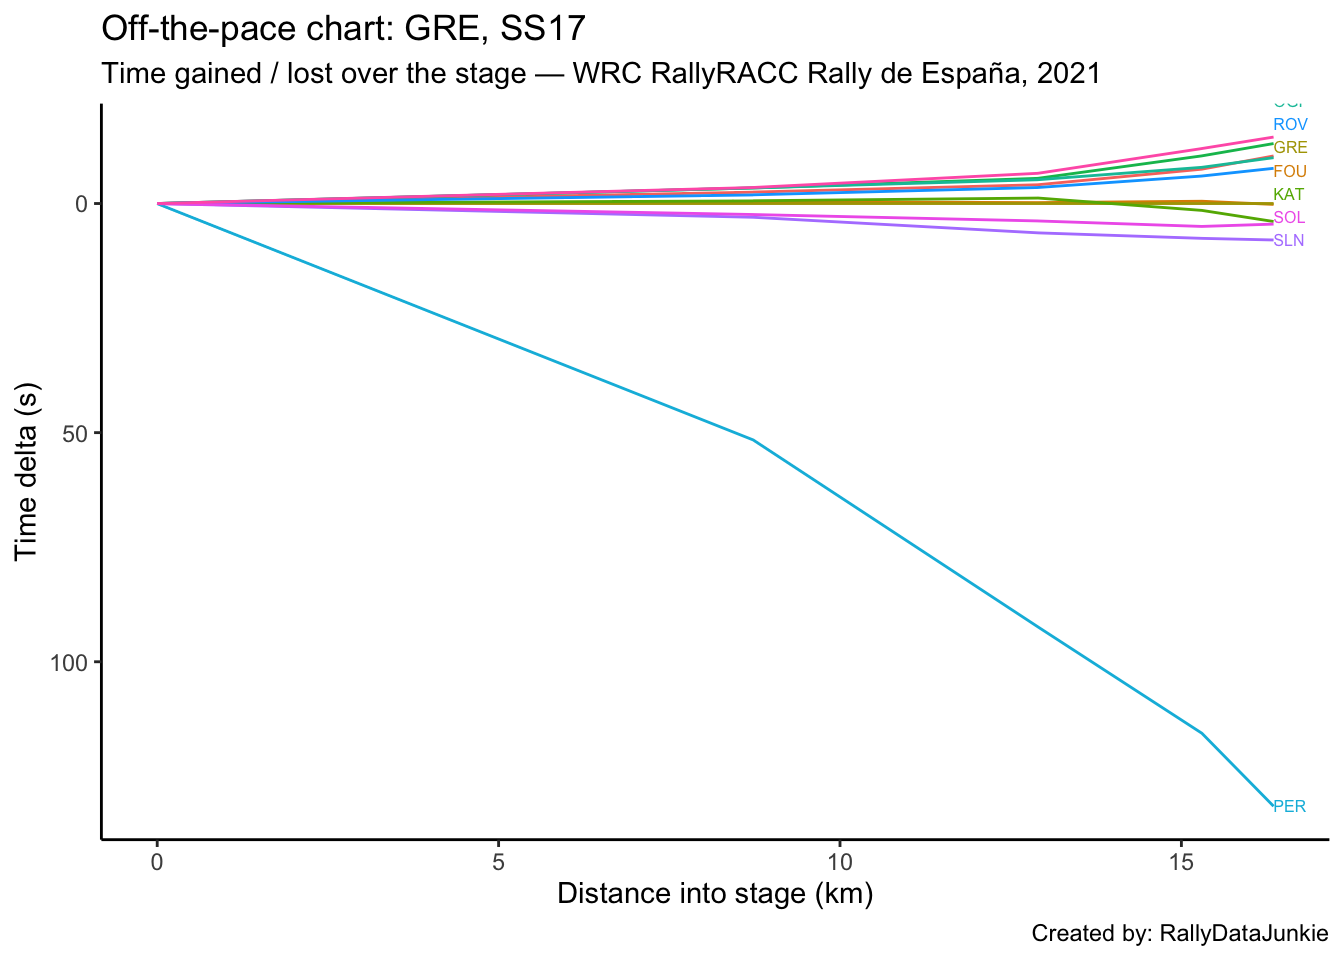 Off-the-pace chart: GRE, SS17
Time gained / lost over the stage — WRC RallyRACC Rally de España, 2021
ROV
GRE
FOU
KAT
SOL
SLN
PER
0
50
100
Time delta (s)
0 5 10 15
Distance into stage (km)
Created by: RallyDataJunkie